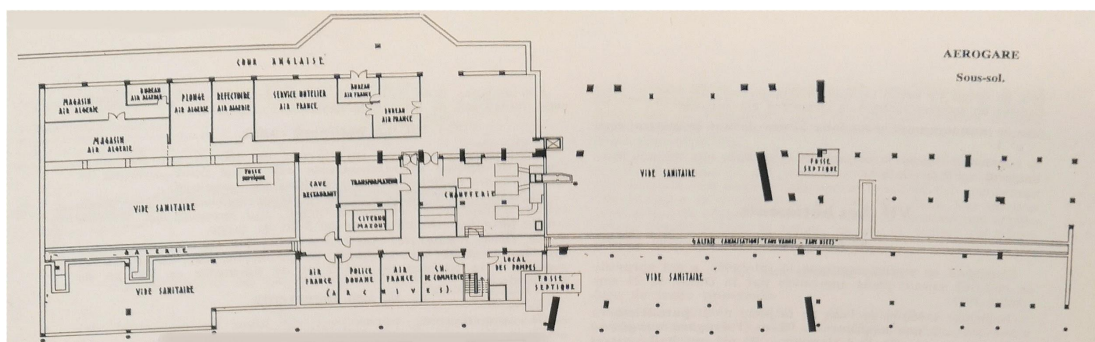 AEROGARE
Sous-sol.
COUR ANGLAISE
MAGASIN
AIR ALGERIE
BUREAU
AIR ALGERIE
PLONGE
AIR ALGERIE
REFECTOIRE
AIR ALGERIE
SERVICE HOTELIER
AIR FRANCE.
BUREAU
AIR FRANCE
BUREAU
AIR FRANCE
MAGASIN
AIR ALGERIE
FOSSE
SEPTIQUE
VIDE SANITAIRE
CAVE
RESTAURANT
TRANSFORMATEUR
CITERNE
MAZOUT
CHAUFFERIE
VIDE SANITAIRE
FOSSE
SEPTIQUE
GALERIE
GALERIE CANALISATIONS "EAUX VANNES - EAUX USEES"
VIDE SANITAIRE
AIR
FRANCE
POLICE
DOUANE
AIR
FRANCE
CH.
DE COMMERCE
(ARCHIVES)
LOCAL
DES POMPES
FOSSE
SEPTIQUE
VIDE SANITAIRE